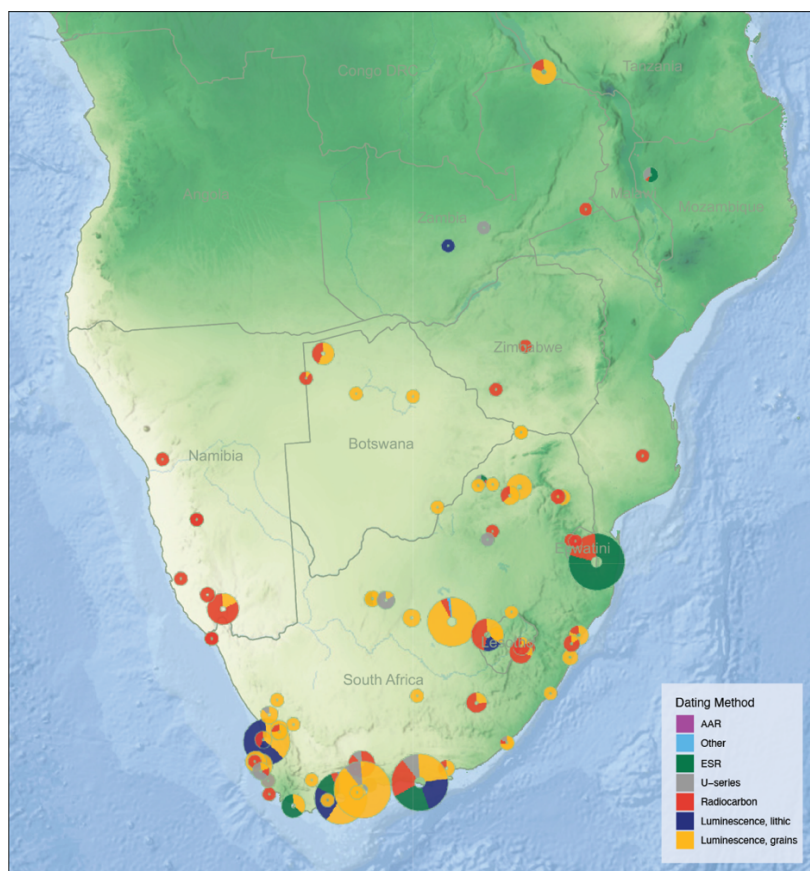 Congo DRC
Tanzania
Angola
Zambia
Malawi
Mozambique
Zimbabwe
Namibia
Botswana
Eswatini
Lesotho
South Africa
Dating Method
AAR
Other
ESR
U-series
Radiocarbon
Luminescence, lithic
Luminescence, grains